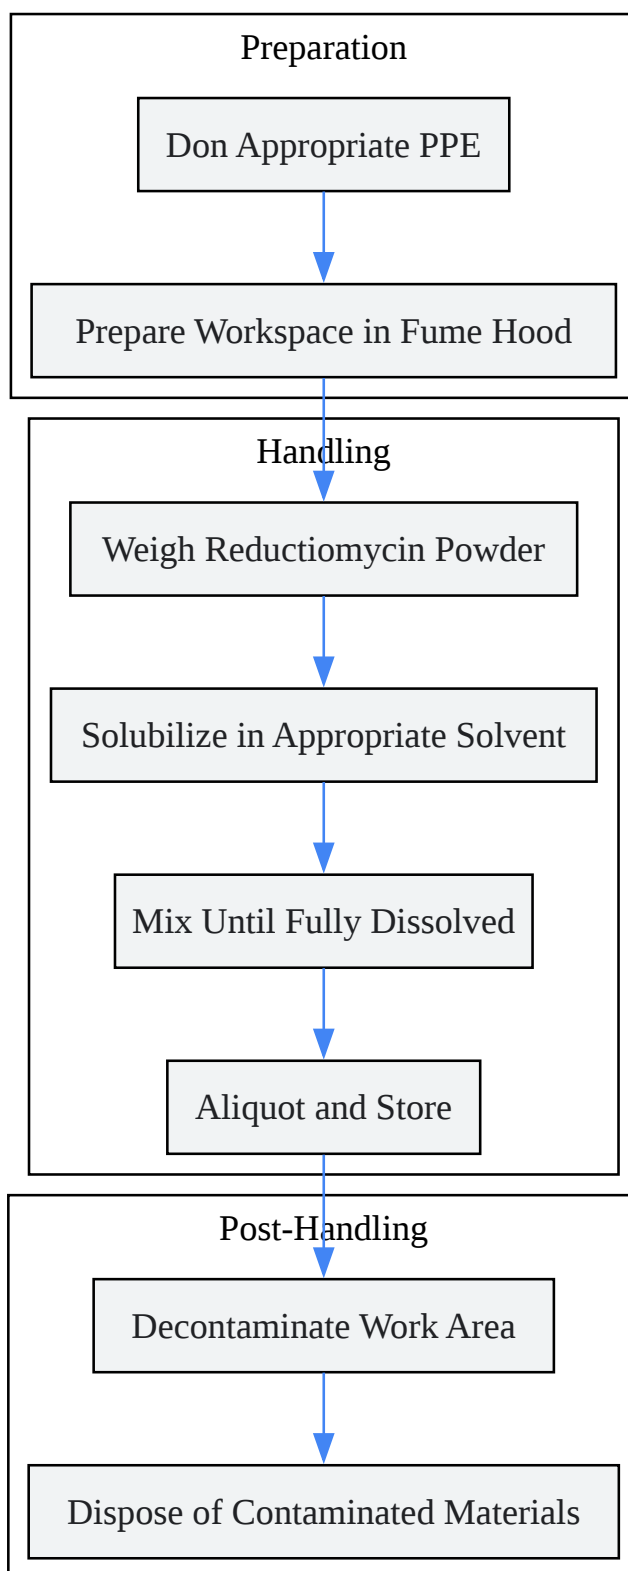 Preparation
Don Appropriate PPE
Prepare Workspace in Fume Hood
Handling
Weigh Reductiomycin Powder
Solubilize in Appropriate Solvent
Mix Until Fully Dissolved
Aliquot and Store
Post-Handling
Decontaminate Work Area
Dispose of Contaminated Materials